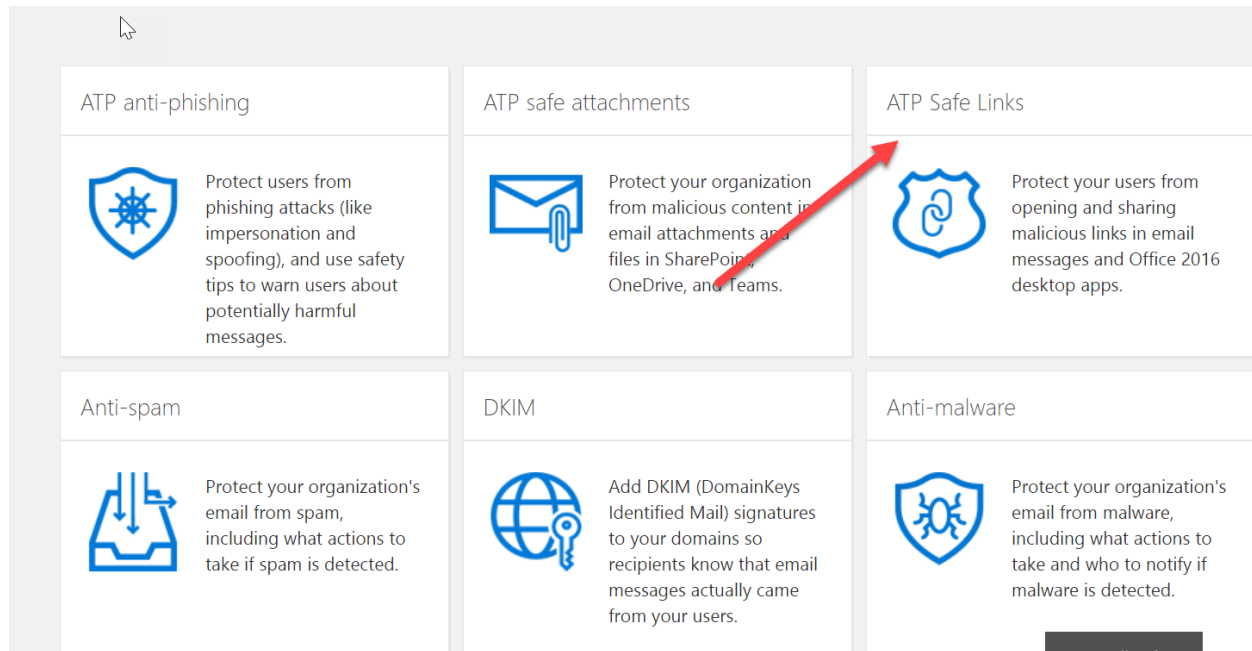 ATP anti-phishing
Protect users from
phishing attacks (like
impersonation and
spoofing), and use safety
tips to warn users about
potentially harmful
messages.
ATP safe attachments
Protect your organization
from malicious content in
email attachments and
files in SharePoint,
OneDrive, and Teams.
ATP Safe Links
Protect your users from
opening and sharing
malicious links in email
messages and Office 2016
desktop apps.
Anti-spam
Protect your organization's
email from spam,
including what actions to
take if spam is detected.
DKIM
Add DKIM (DomainKeys
Identified Mail) signatures
to your domains so
recipients know that email
messages actually came
from your users.
Anti-malware
Protect your organization's
email from malware,
including what actions to
take and who to notify if
malware is detected.